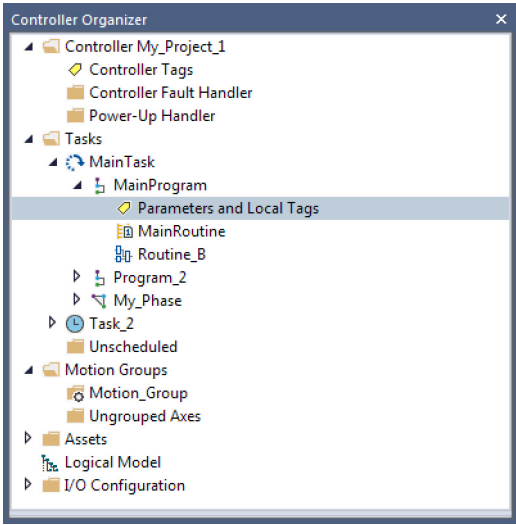 Controller Organizer
Controller My_Project_1
Controller Tags
Controller Fault Handler
Power-Up Handler
Tasks
MainTask
MainProgram
Parameters and Local Tags
MainRoutine
Routine_B
Program_2
My_Phase
Task_2
Unscheduled
Motion Groups
Motion_Group
Ungrouped Axes
Assets
Logical Model
I/O Configuration